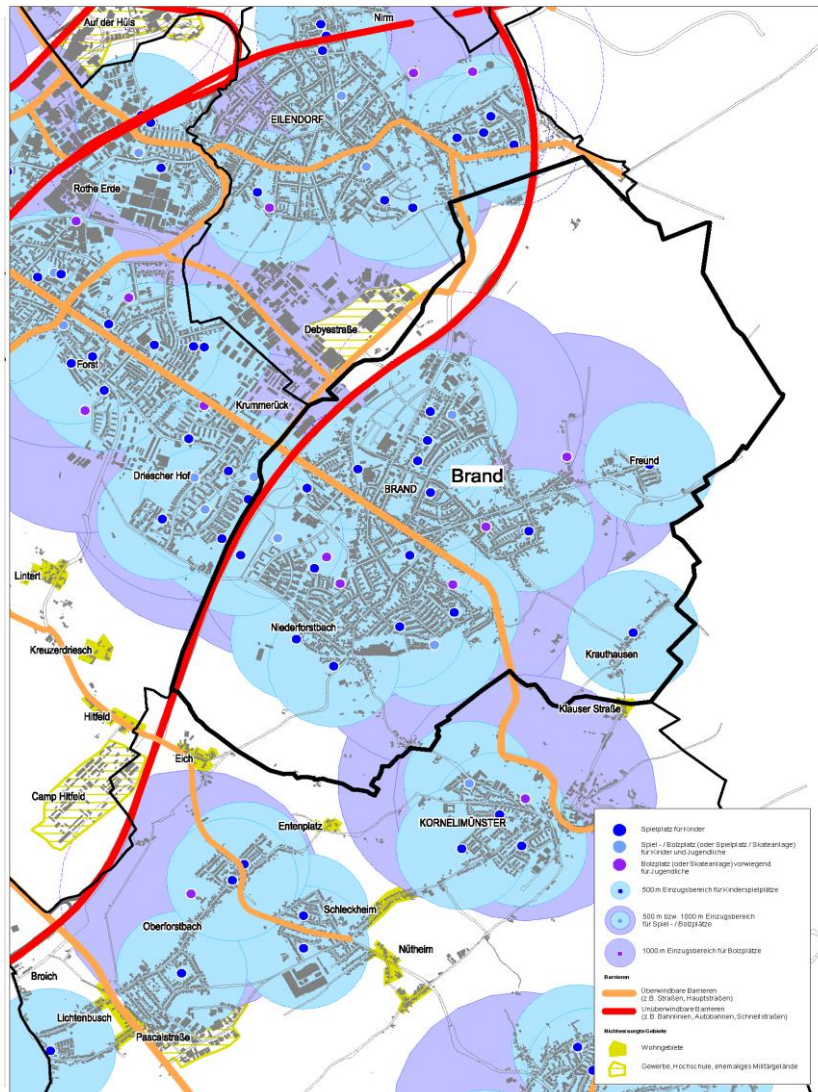 Nirm
Auf der Hüls
EILENDORF
Rothe Erde
Debyestraße
Forst
Krummerück
Driescher Hof
BRAND
Brand
Freund
Lintert
Niederforstbach
Kreuzerdriesch
Krauthausen
Hitfeld
Klauser Straße
Eich
Camp Hitfeld
Entenplatz
KORNELIMÜNSTER
Schleckheim
Oberforstbach
Nütheim
Broich
Lichtenbusch
Pascalstraße
Spielplatz für Kinder
Spiel- / Bolzplatz (oder Spielplatz / Skateanlage)
für Kinder und Jugendliche
Bolzplatz (oder Skateanlage) vorwiegend
für Jugendliche
500 m Einzugsbereich für Kinderspielplätze
500 m bzw. 1000 m Einzugsbereich
für Spiel- / Bolzplätze
1000 m Einzugsbereich für Bolzplätze
Barrieren
Überwindbare Barrieren
(z.B. Straßen, Hauptstraßen)
Unüberwindbare Barrieren
(z.B. Bahnlinien, Autobahnen, Schnellstraßen)
Nichtversorgte Gebiete
Wohngebiete
Gewerbe, Hochschule, ehemaliges Militärgelände